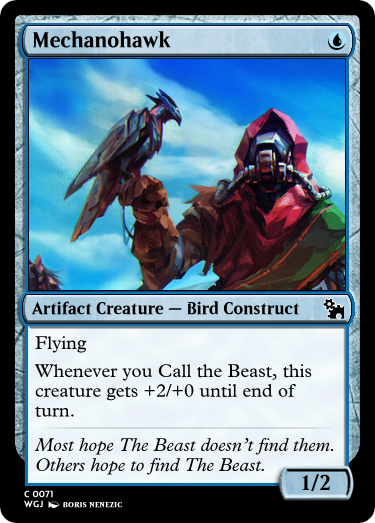 Mechanohawk
Artifact Creature — Bird Construct
Flying
Whenever you Call the Beast, this
creature gets +2/+0 until end of
turn.
Most hope The Beast doesn't find them.
Others hope to find The Beast.
1/2
C 0071
WGJ BORIS NENEZIC